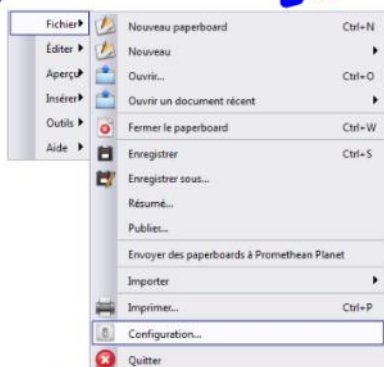 Fichier
Éditer
Aperçu
Insérer
Outils
Aide
Nouveau paperboard Ctrl+N
Nouveau
Ouvrir... Ctrl+O
Ouvrir un document récent
Fermer le paperboard Ctrl+W
Enregistrer Ctrl+S
Enregistrer sous...
Résumé...
Publier...
Envoyer des paperboards à Promethean Planet
Importer
Imprimer... Ctrl+P
Configuration...
Quitter